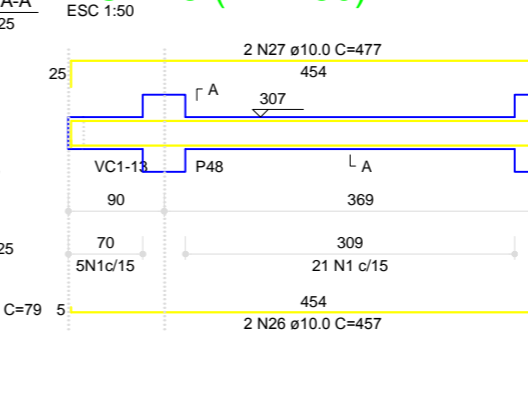 A-A
ESC 1:50
25
2 N27 ø10.0 C=477
25
454
A
307
VC1-13
P48
A
90
369
25
70
309
5N1c/15
21 N1 c/15
C=79
5
454
2 N26 ø10.0 C=457